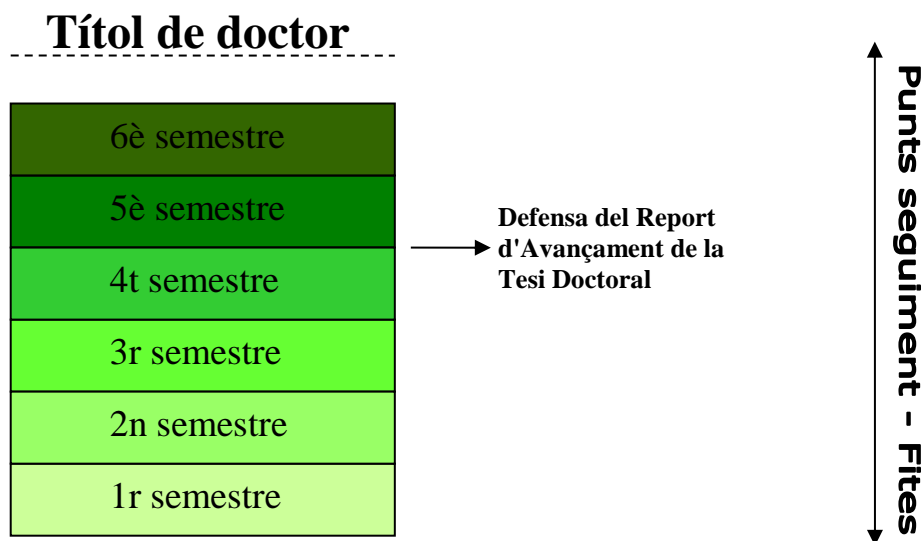 Títol de doctor
6è semestre
5è semestre
4t semestre
3r semestre
2n semestre
1r semestre
Defensa del Report
d'Avançament de la
Tesi Doctoral
Punts seguiment - Fites